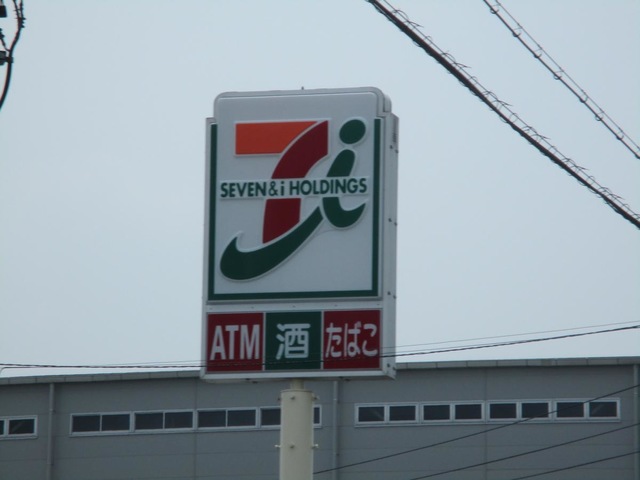 7i
SEVEN&i HOLDINGS
ATM 酒 たばこ